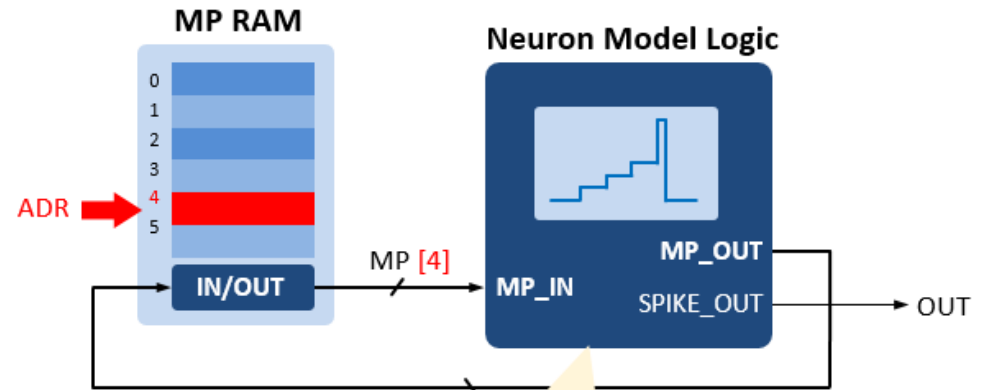 MP RAM
Neuron Model Logic
0
1
2
3
4
5
ADR
MP [4]
IN/OUT
MP_IN
MP_OUT
SPIKE_OUT
OUT